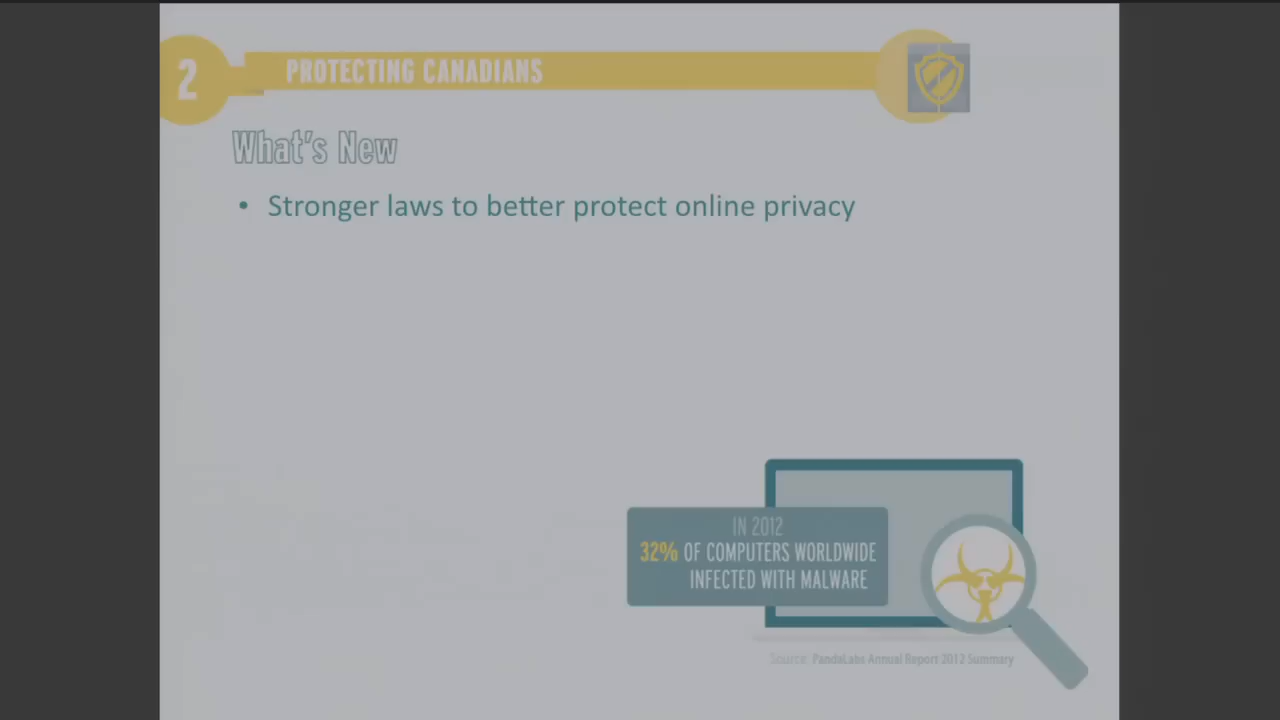 2
PROTECTING CANADIANS
What's New
• Stronger laws to better protect online privacy
IN 2012
32% OF COMPUTERS WORLDWIDE
INFECTED WITH MALWARE
Source: PandaLabs Annual Report 2012 Summary